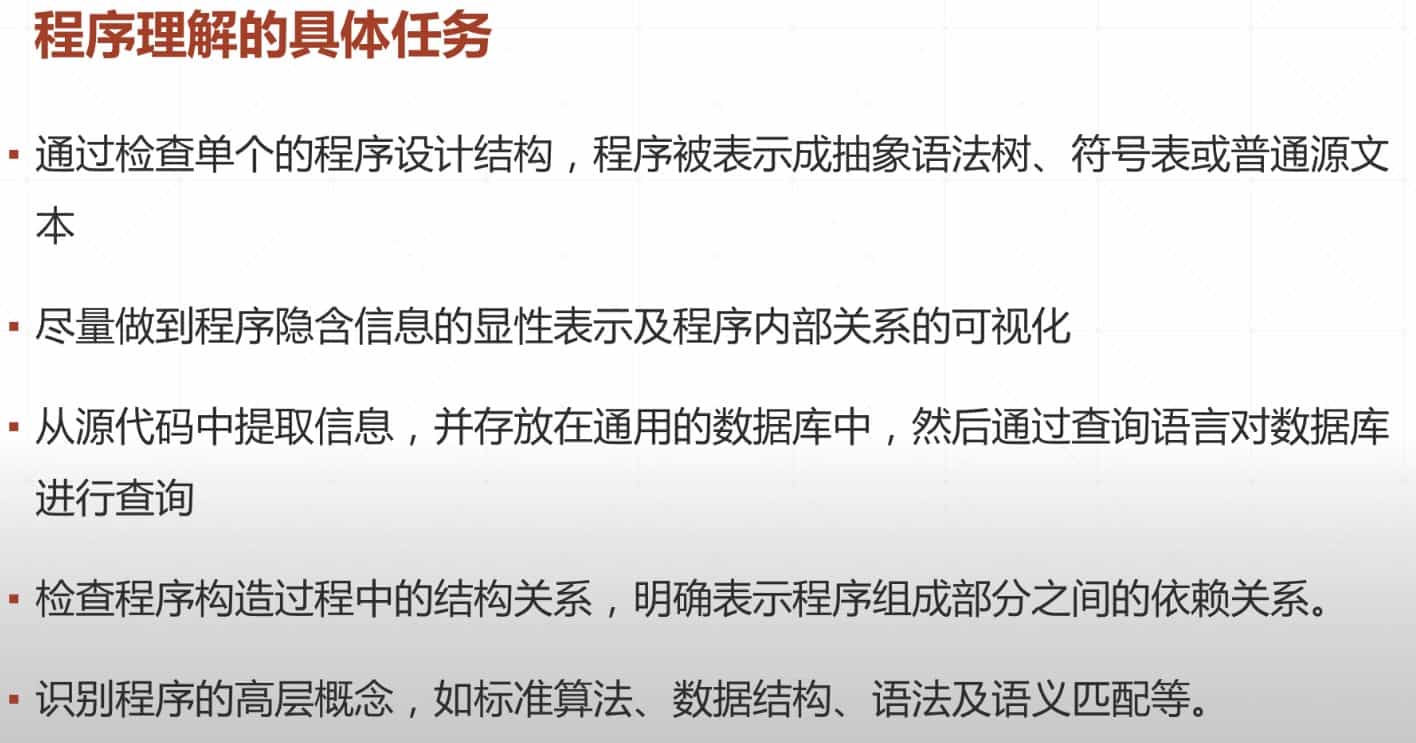 程序理解的具体任务
▪ 通过检查单个的程序设计结构，程序被表示成抽象语法树、符号表或普通源文
本
▪ 尽量做到程序隐含信息的显性表示及程序内部关系的可视化
▪ 从源代码中提取信息，并存放在通用的数据库中，然后通过查询语言对数据库
进行查询
▪ 检查程序构造过程中的结构关系，明确表示程序组成部分之间的依赖关系。
▪ 识别程序的高层概念，如标准算法、数据结构、语法及语义匹配等。